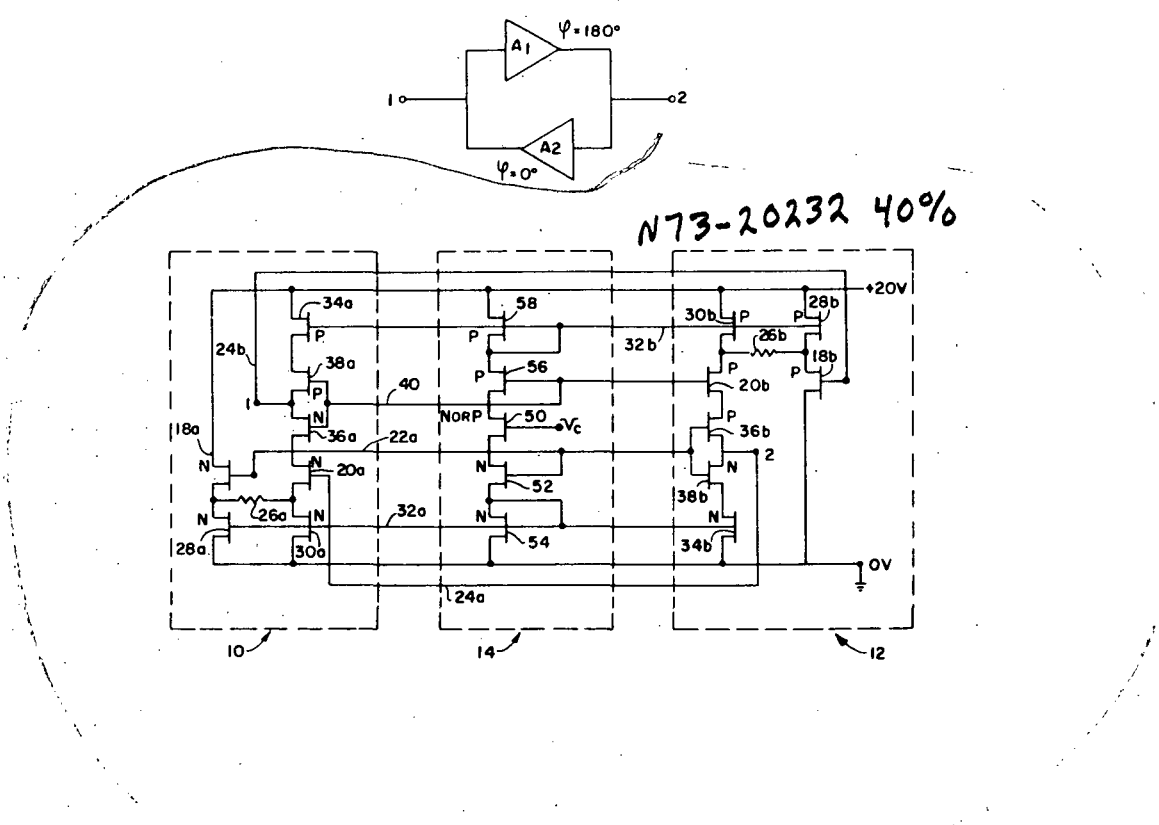 A1 φ=180°
1 2
A2
φ=0°
N73-20232 40%
+20V
34a 58 30b P P 28b
P P 32b 26b
24b 38a 56 P P 18b
P P 40 20b
1 NORP 50 Vc P
N 36b
18a 36a 22a 2
N N 20a N 52 N
38b
26a 32a
N N N N
28a. 30a 54 34b
0V
24a
10 14 12